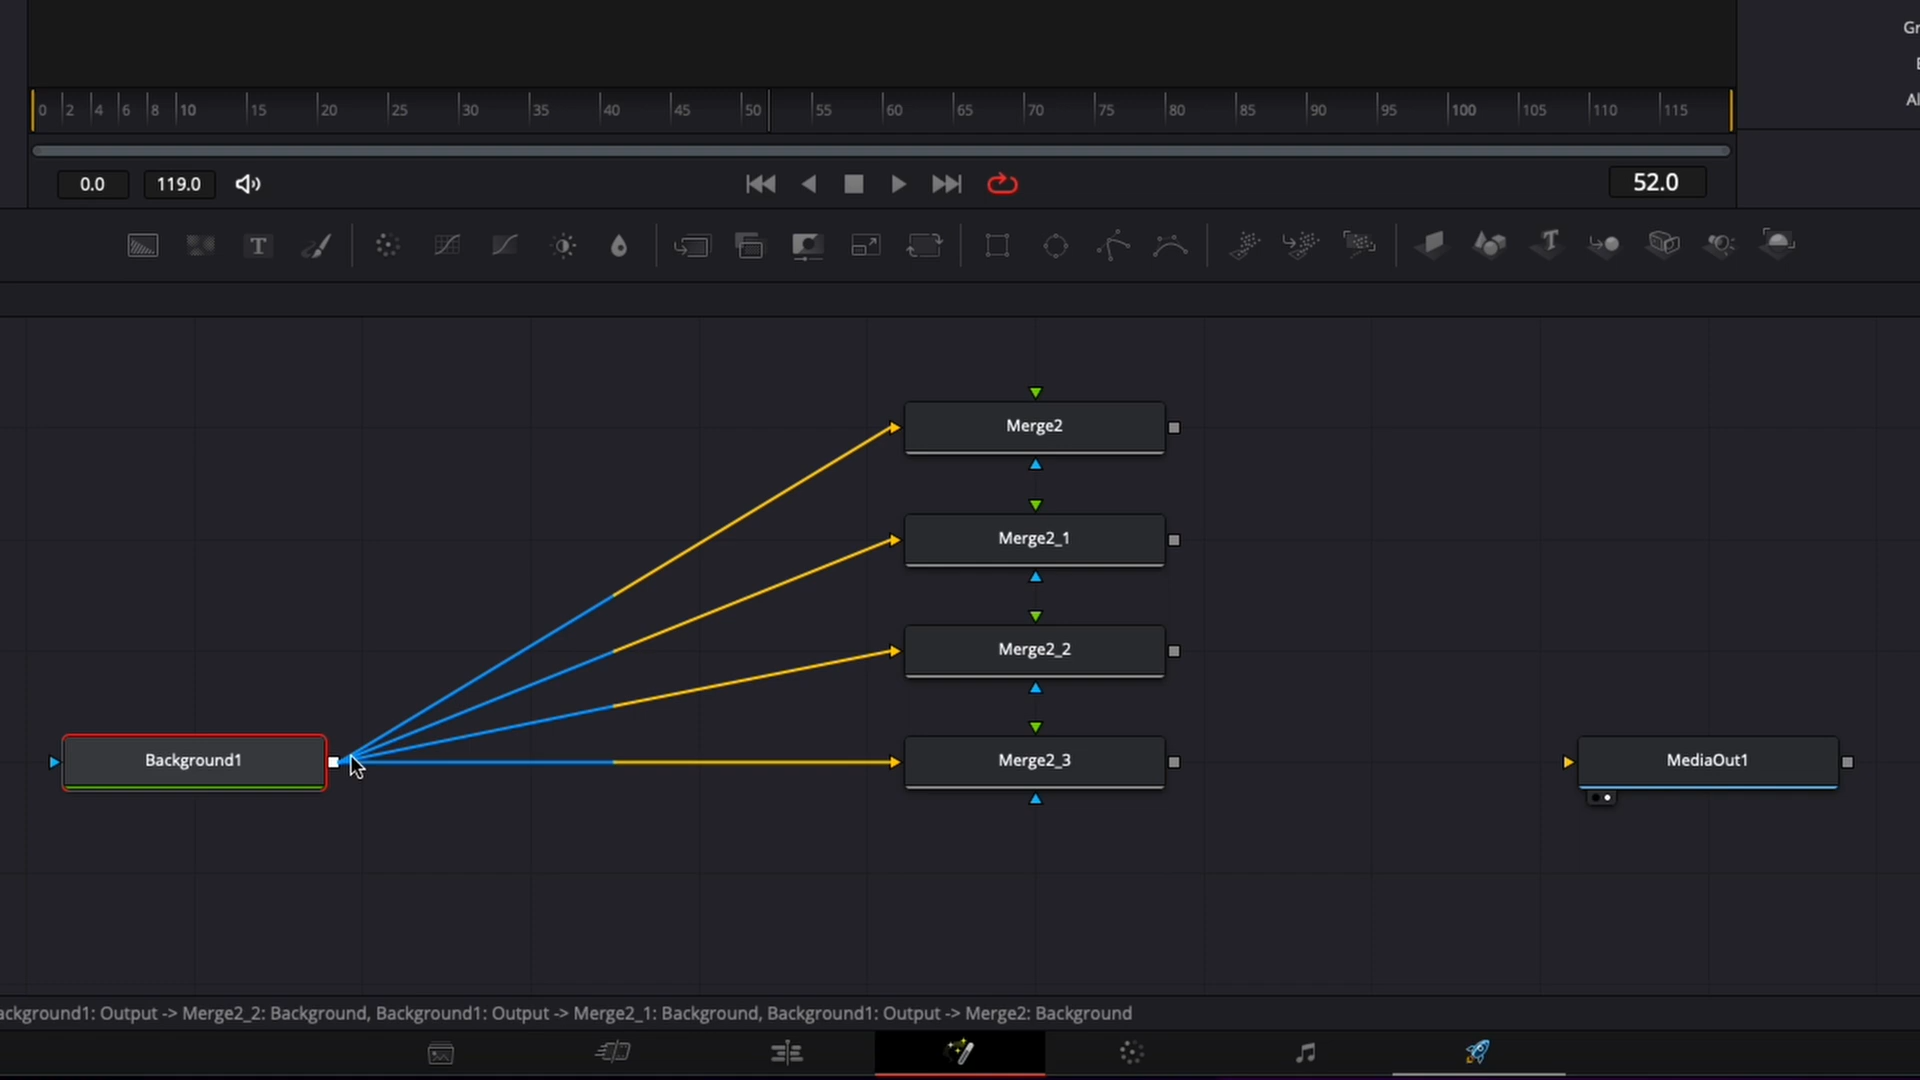 Gr
Al
0 2 4 6 8 10 15 20 25 30 35 40 45 50 55 60 65 70 75 80 85 90 95 100 105 110 115
0.0 119.0 52.0
T T
Merge2
Merge2_1
Merge2_2
Background1 Merge2_3 MediaOut1
ackground1: Output -> Merge2_2: Background, Background1: Output -> Merge2_1: Background, Background1: Output -> Merge2: Background